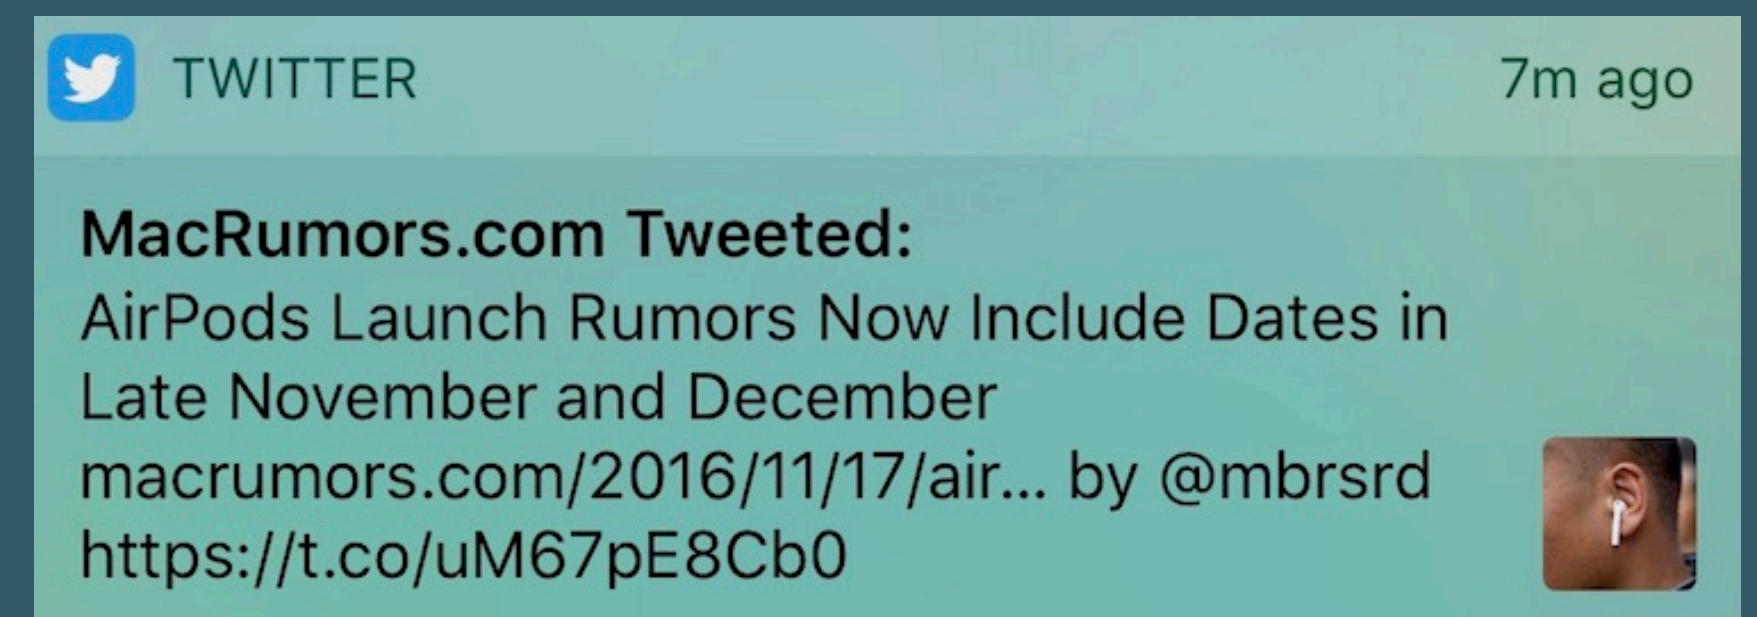 TWITTER
7m ago
MacRumors.com Tweeted:
AirPods Launch Rumors Now Include Dates in
Late November and December
macrumors.com/2016/11/17/air... by @mbrsrd
https://t.co/uM67pE8Cb0